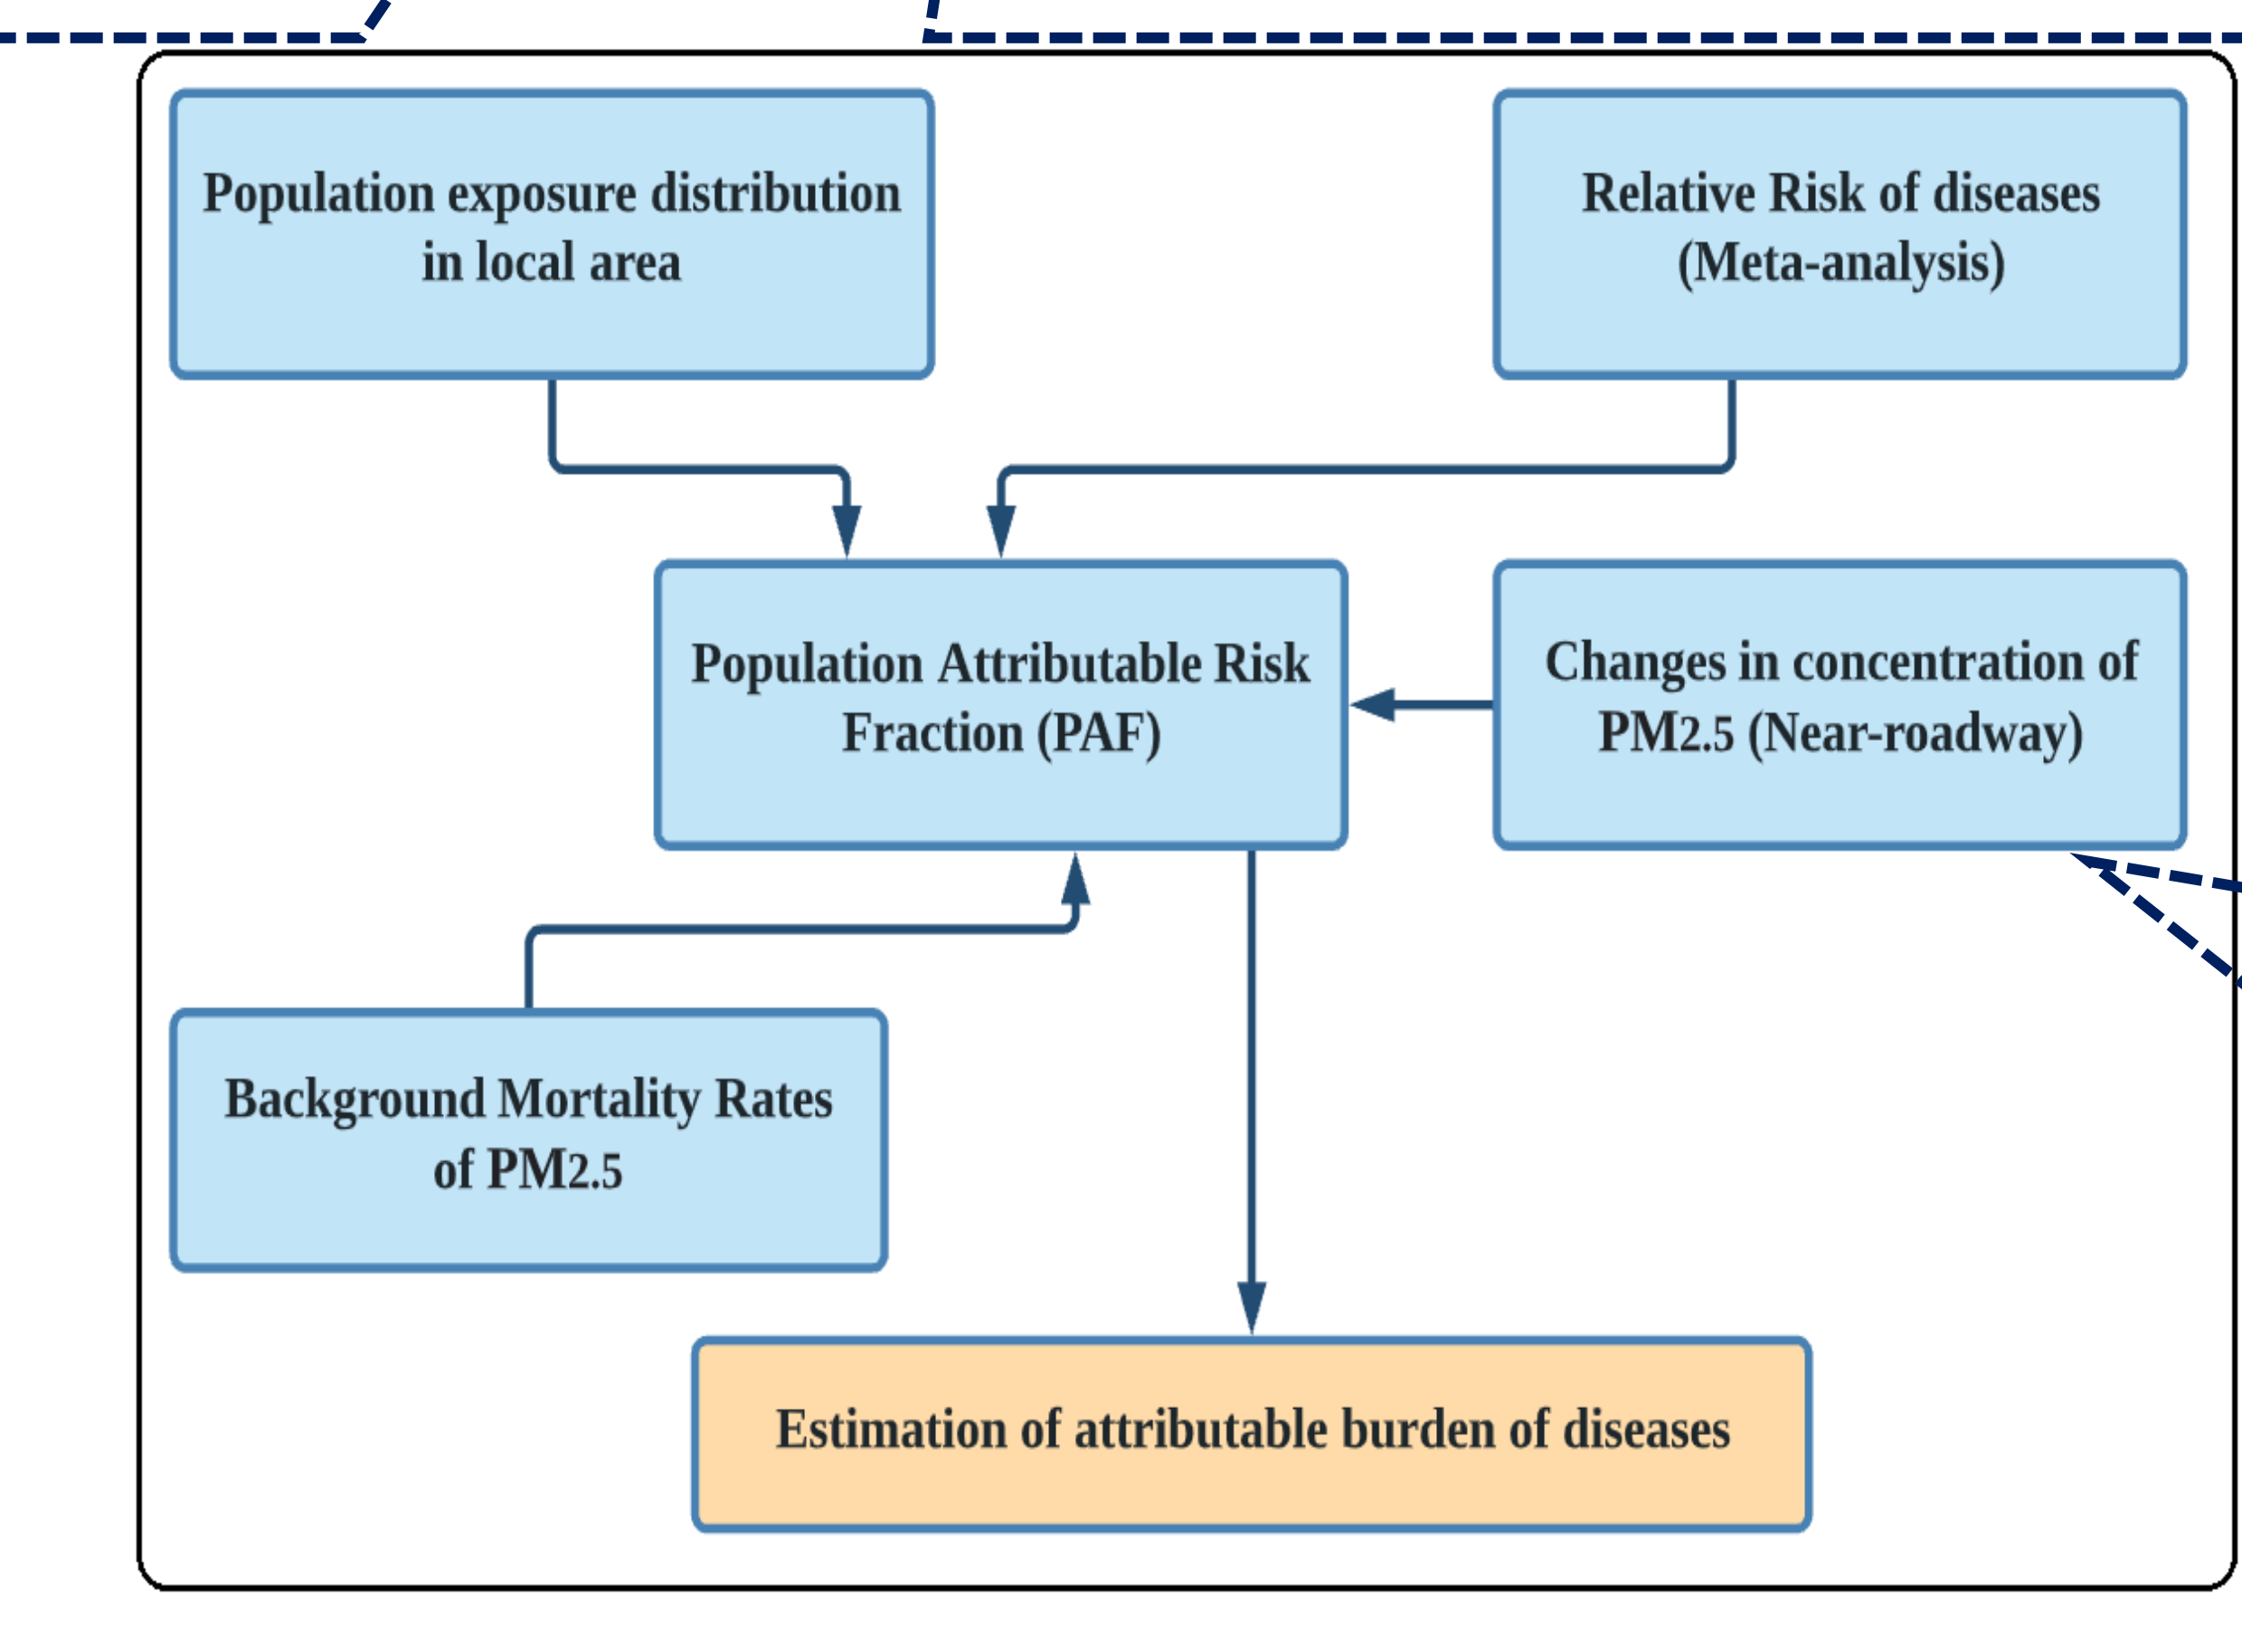 Population exposure distribution
in local area
Relative Risk of diseases
(Meta-analysis)
Population Attributable Risk
Fraction (PAF)
Changes in concentration of
PM2.5 (Near-roadway)
Background Mortality Rates
of PM2.5
Estimation of attributable burden of diseases